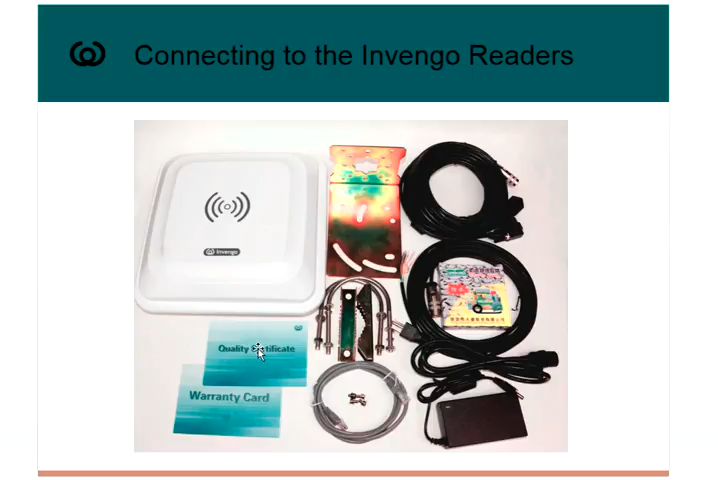 Connecting to the Invengo Readers
invengo
Quality Certificate
Warranty Card